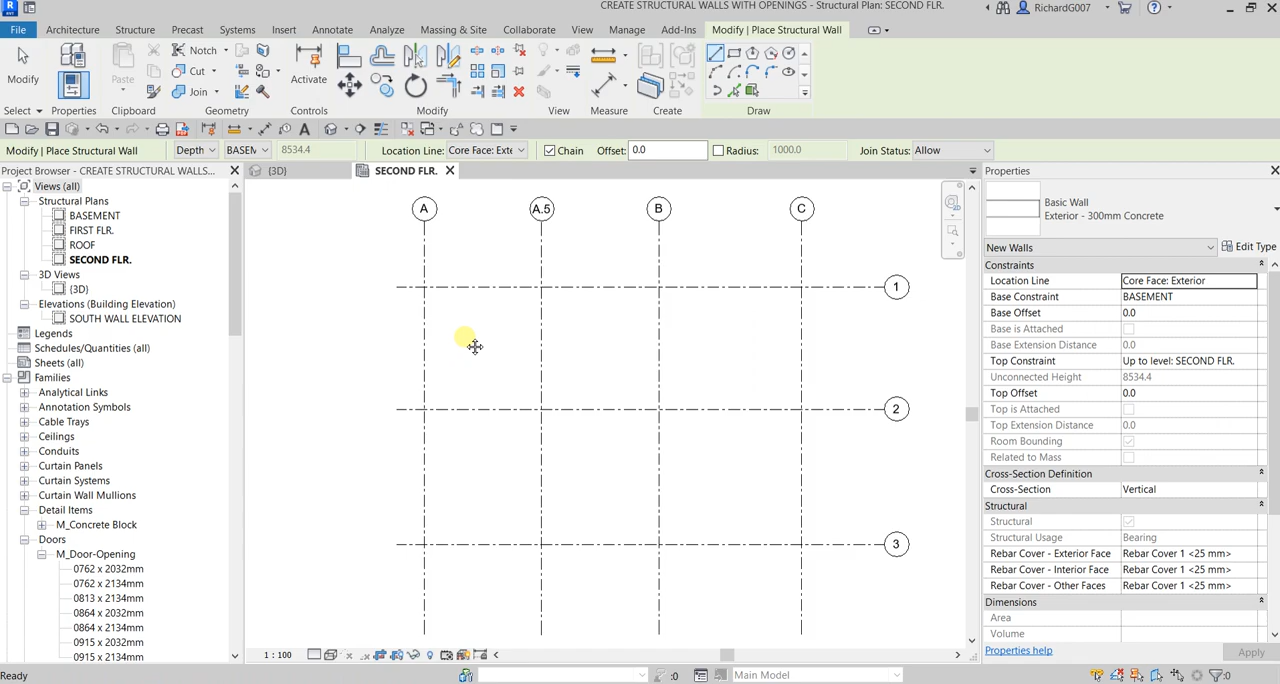 CREATE STRUCTURAL WALLS WITH OPENINGS - Structural Plan: SECOND FLR.
RichardG007
File Architecture Structure Precast Systems Insert Annotate Analyze Massing & Site Collaborate View Manage Add-Ins Modify | Place Structural Wall
Modify Paste Notch Cut Join Activate
Select Properties Clipboard Geometry Controls Modify View Measure Create Draw
Modify | Place Structural Wall Depth BASEM 8534.4 Location Line: Core Face: Exte Chain Offset: 0.0 Radius: 1000.0 Join Status: Allow
Project Browser - CREATE STRUCTURAL WALLS...
Views (all)
Structural Plans
BASEMENT
FIRST FLR.
ROOF
SECOND FLR.
3D Views
{3D}
Elevations (Building Elevation)
SOUTH WALL ELEVATION
Legends
Schedules/Quantities (all)
Sheets (all)
Families
Analytical Links
Annotation Symbols
Cable Trays
Ceilings
Conduits
Curtain Panels
Curtain Systems
Curtain Wall Mullions
Detail Items
M_Concrete Block
Doors
M_Door-Opening
0762 x 2032mm
0762 x 2134mm
0813 x 2134mm
0864 x 2032mm
0864 x 2134mm
0915 x 2032mm
0915 x 2134mm
{3D} SECOND FLR.
A A.5 B C
1
2
3
1 : 100
Properties
Basic Wall
Exterior - 300mm Concrete
New Walls Edit Type
Constraints
Location Line Core Face: Exterior
Base Constraint BASEMENT
Base Offset 0.0
Base is Attached
Base Extension Distance 0.0
Top Constraint Up to level: SECOND FLR.
Unconnected Height 8534.4
Top Offset 0.0
Top is Attached
Top Extension Distance 0.0
Room Bounding
Related to Mass
Cross-Section Definition
Cross-Section Vertical
Structural
Structural
Structural Usage Bearing
Rebar Cover - Exterior Face Rebar Cover 1 <25 mm>
Rebar Cover - Interior Face Rebar Cover 1 <25 mm>
Rebar Cover - Other Faces Rebar Cover 1 <25 mm>
Dimensions
Area
Volume
Properties help Apply
Ready :0 Main Model :0